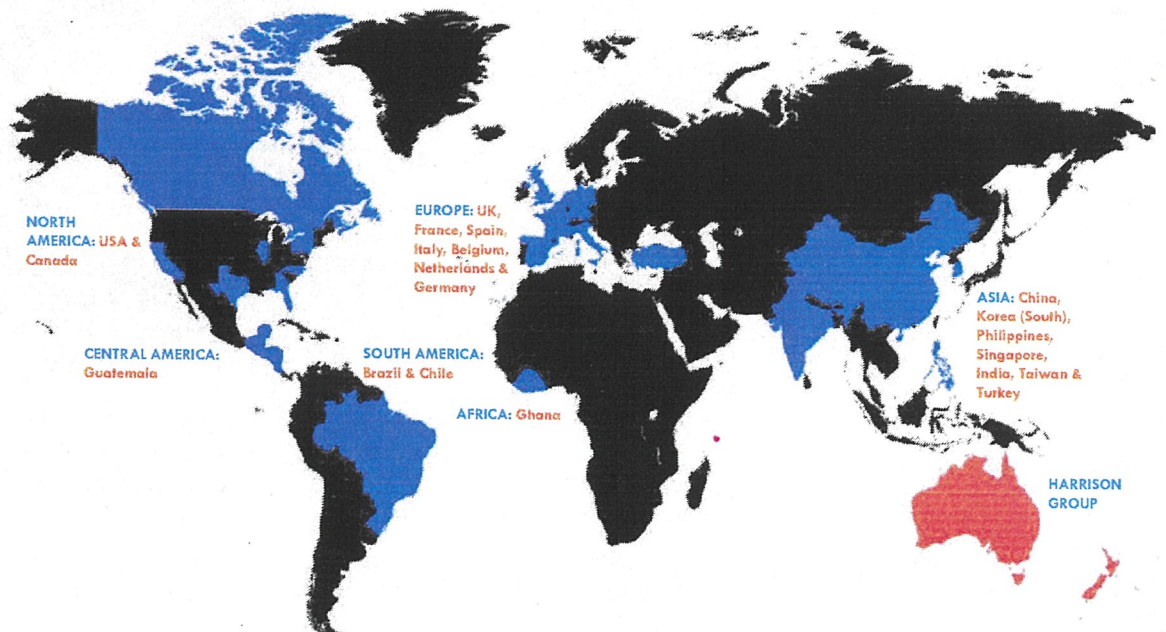 NORTH
AMERICA: USA &
Canada
EUROPE: UK,
France, Spain,
Italy, Belgium,
Netherlands &
Germany
ASIA: China,
Korea (South),
Philippines,
Singapore,
India, Taiwan &
Turkey
CENTRAL AMERICA:
Guatemala
SOUTH AMERICA:
Brazil & Chile
AFRICA: Ghana
HARRISON
GROUP